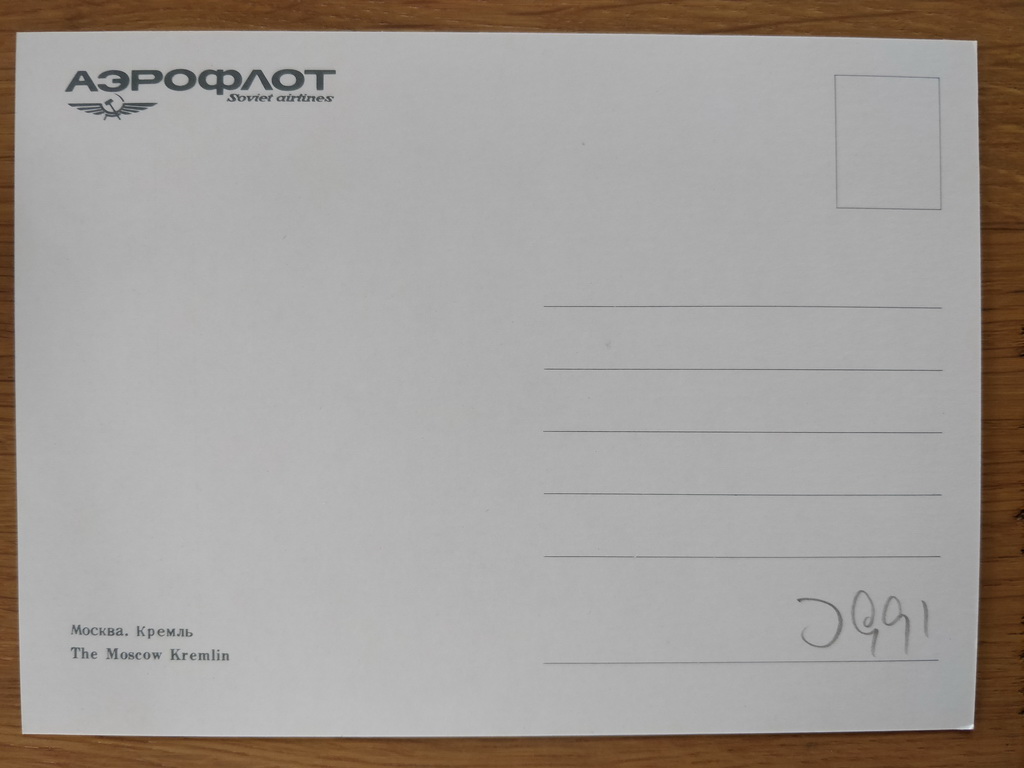 АЭРОФЛОТ
Soviet airlines
Москва. Кремль
The Moscow Kremlin